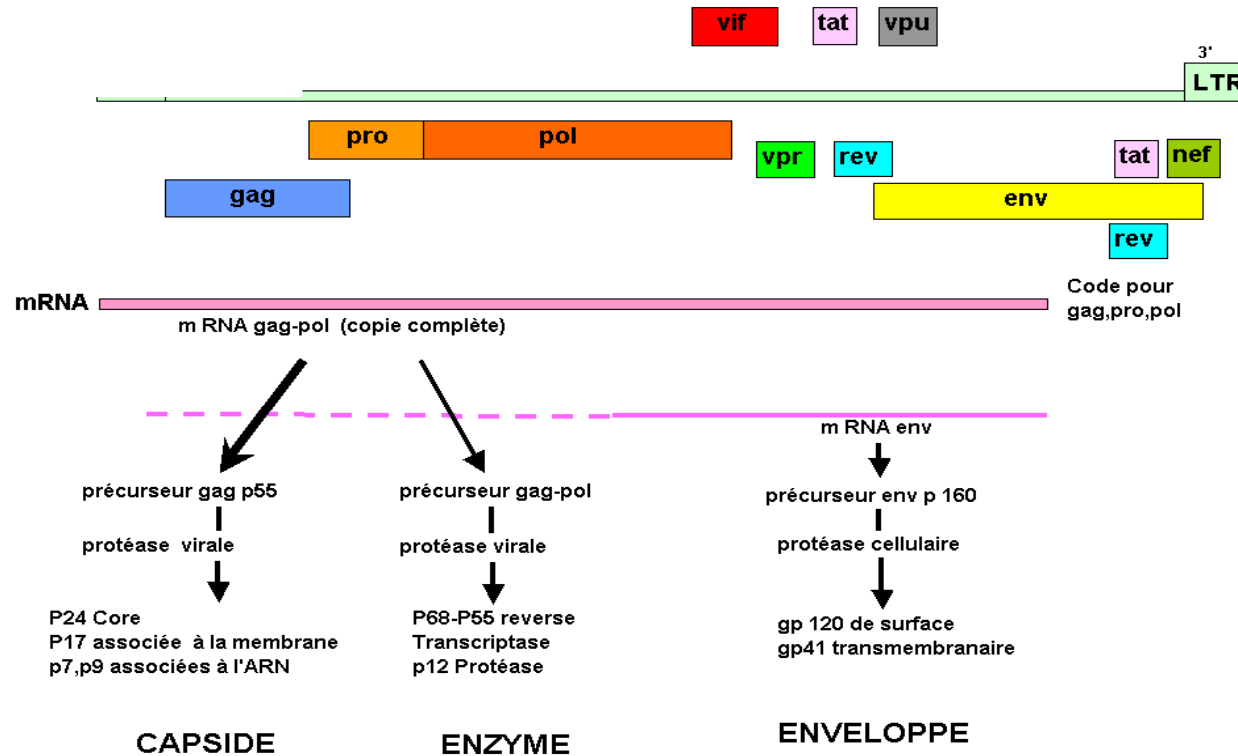 vif
tat
vpu
3'
LTR
pro
pol
vpr
rev
tat
nef
gag
env
rev
mRNA
Code pour
gag,pro,pol
m RNA gag-pol (copie complète)
m RNA env
précurseur gag p55
précurseur gag-pol
précurseur env p 160
protéase virale
protéase virale
protéase cellulaire
P24 Core
P17 associée à la membrane
p7,p9 associées à l'ARN
P68-P55 reverse
Transcriptase
p12 Protéase
gp 120 de surface
gp41 transmembranaire
CAPSIDE
ENZYME
ENVELOPPE